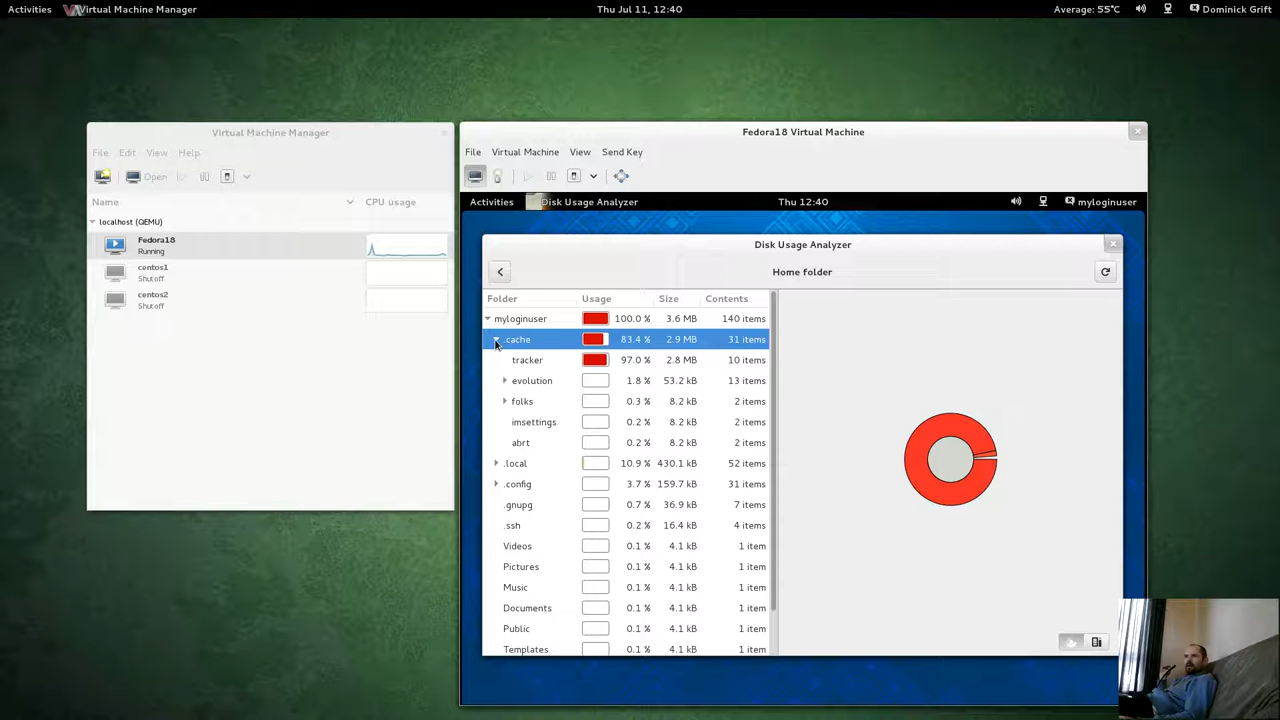 Activities Virtual Machine Manager Thu Jul 11, 12:40 Average: 55°C Dominick Grift
Virtual Machine Manager
File Edit View Help
Open
Name CPU usage
localhost (QEMU)
Fedora18
Running
centos1
Shutoff
centos2
Shutoff
Fedora18 Virtual Machine
File Virtual Machine View Send Key
Activities Disk Usage Analyzer Thu 12:40 myloginuser
Disk Usage Analyzer
Home folder
Folder Usage Size Contents
myloginuser 100.0 % 3.6 MB 140 items
.cache 83.4 % 2.9 MB 31 items
tracker 97.0 % 2.8 MB 10 items
evolution 1.8 % 53.2 kB 13 items
folks 0.3 % 8.2 kB 2 items
imsettings 0.2 % 8.2 kB 2 items
abrt 0.2 % 8.2 kB 2 items
.local 10.9 % 430.1 kB 52 items
.config 3.7 % 159.7 kB 31 items
.gnupg 0.7 % 36.9 kB 7 items
.ssh 0.2 % 16.4 kB 4 items
Videos 0.1 % 4.1 kB 1 item
Pictures 0.1 % 4.1 kB 1 item
Music 0.1 % 4.1 kB 1 item
Documents 0.1 % 4.1 kB 1 item
Public 0.1 % 4.1 kB 1 item
Templates 0.1 % 4.1 kB 1 item